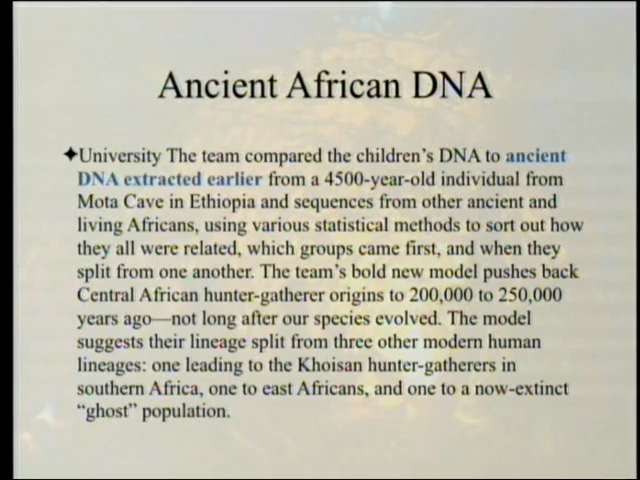 Ancient African DNA
✦University The team compared the children's DNA to ancient
DNA extracted earlier from a 4500-year-old individual from
Mota Cave in Ethiopia and sequences from other ancient and
living Africans, using various statistical methods to sort out how
they all were related, which groups came first, and when they
split from one another. The team's bold new model pushes back
Central African hunter-gatherer origins to 200,000 to 250,000
years ago—not long after our species evolved. The model
suggests their lineage split from three other modern human
lineages: one leading to the Khoisan hunter-gatherers in
southern Africa, one to east Africans, and one to a now-extinct
“ghost” population.